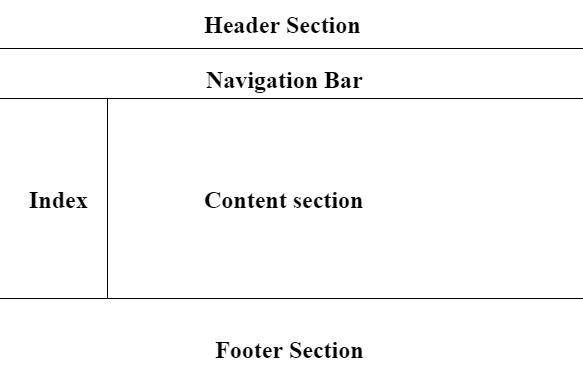 Header Section
Navigation Bar
Index
Content section
Footer Section